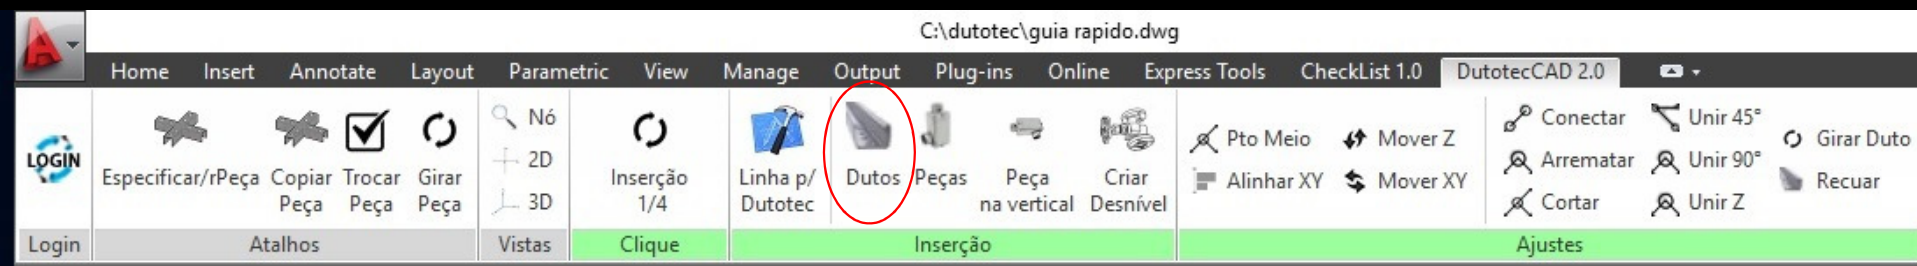 C:\dutotec\guia rapido.dwg
Home Insert Annotate Layout Parametric View Manage Output Plug-ins Online Express Tools CheckList 1.0 DutotecCAD 2.0
LOGIN
Especificar/rPeça
Copiar
Peça
Trocar
Peça
Girar
Peça
Nó
2D
3D
Inserção
1/4
Linha p/
Dutotec
Dutos
Peças
Peça
na vertical
Criar
Desnível
Pto Meio
Alinhar XY
Mover Z
Mover XY
Conectar
Arrematar
Cortar
Unir 45°
Unir 90°
Unir Z
Girar Duto
Recuar
Login Atalhos Vistas Clique Inserção Ajustes